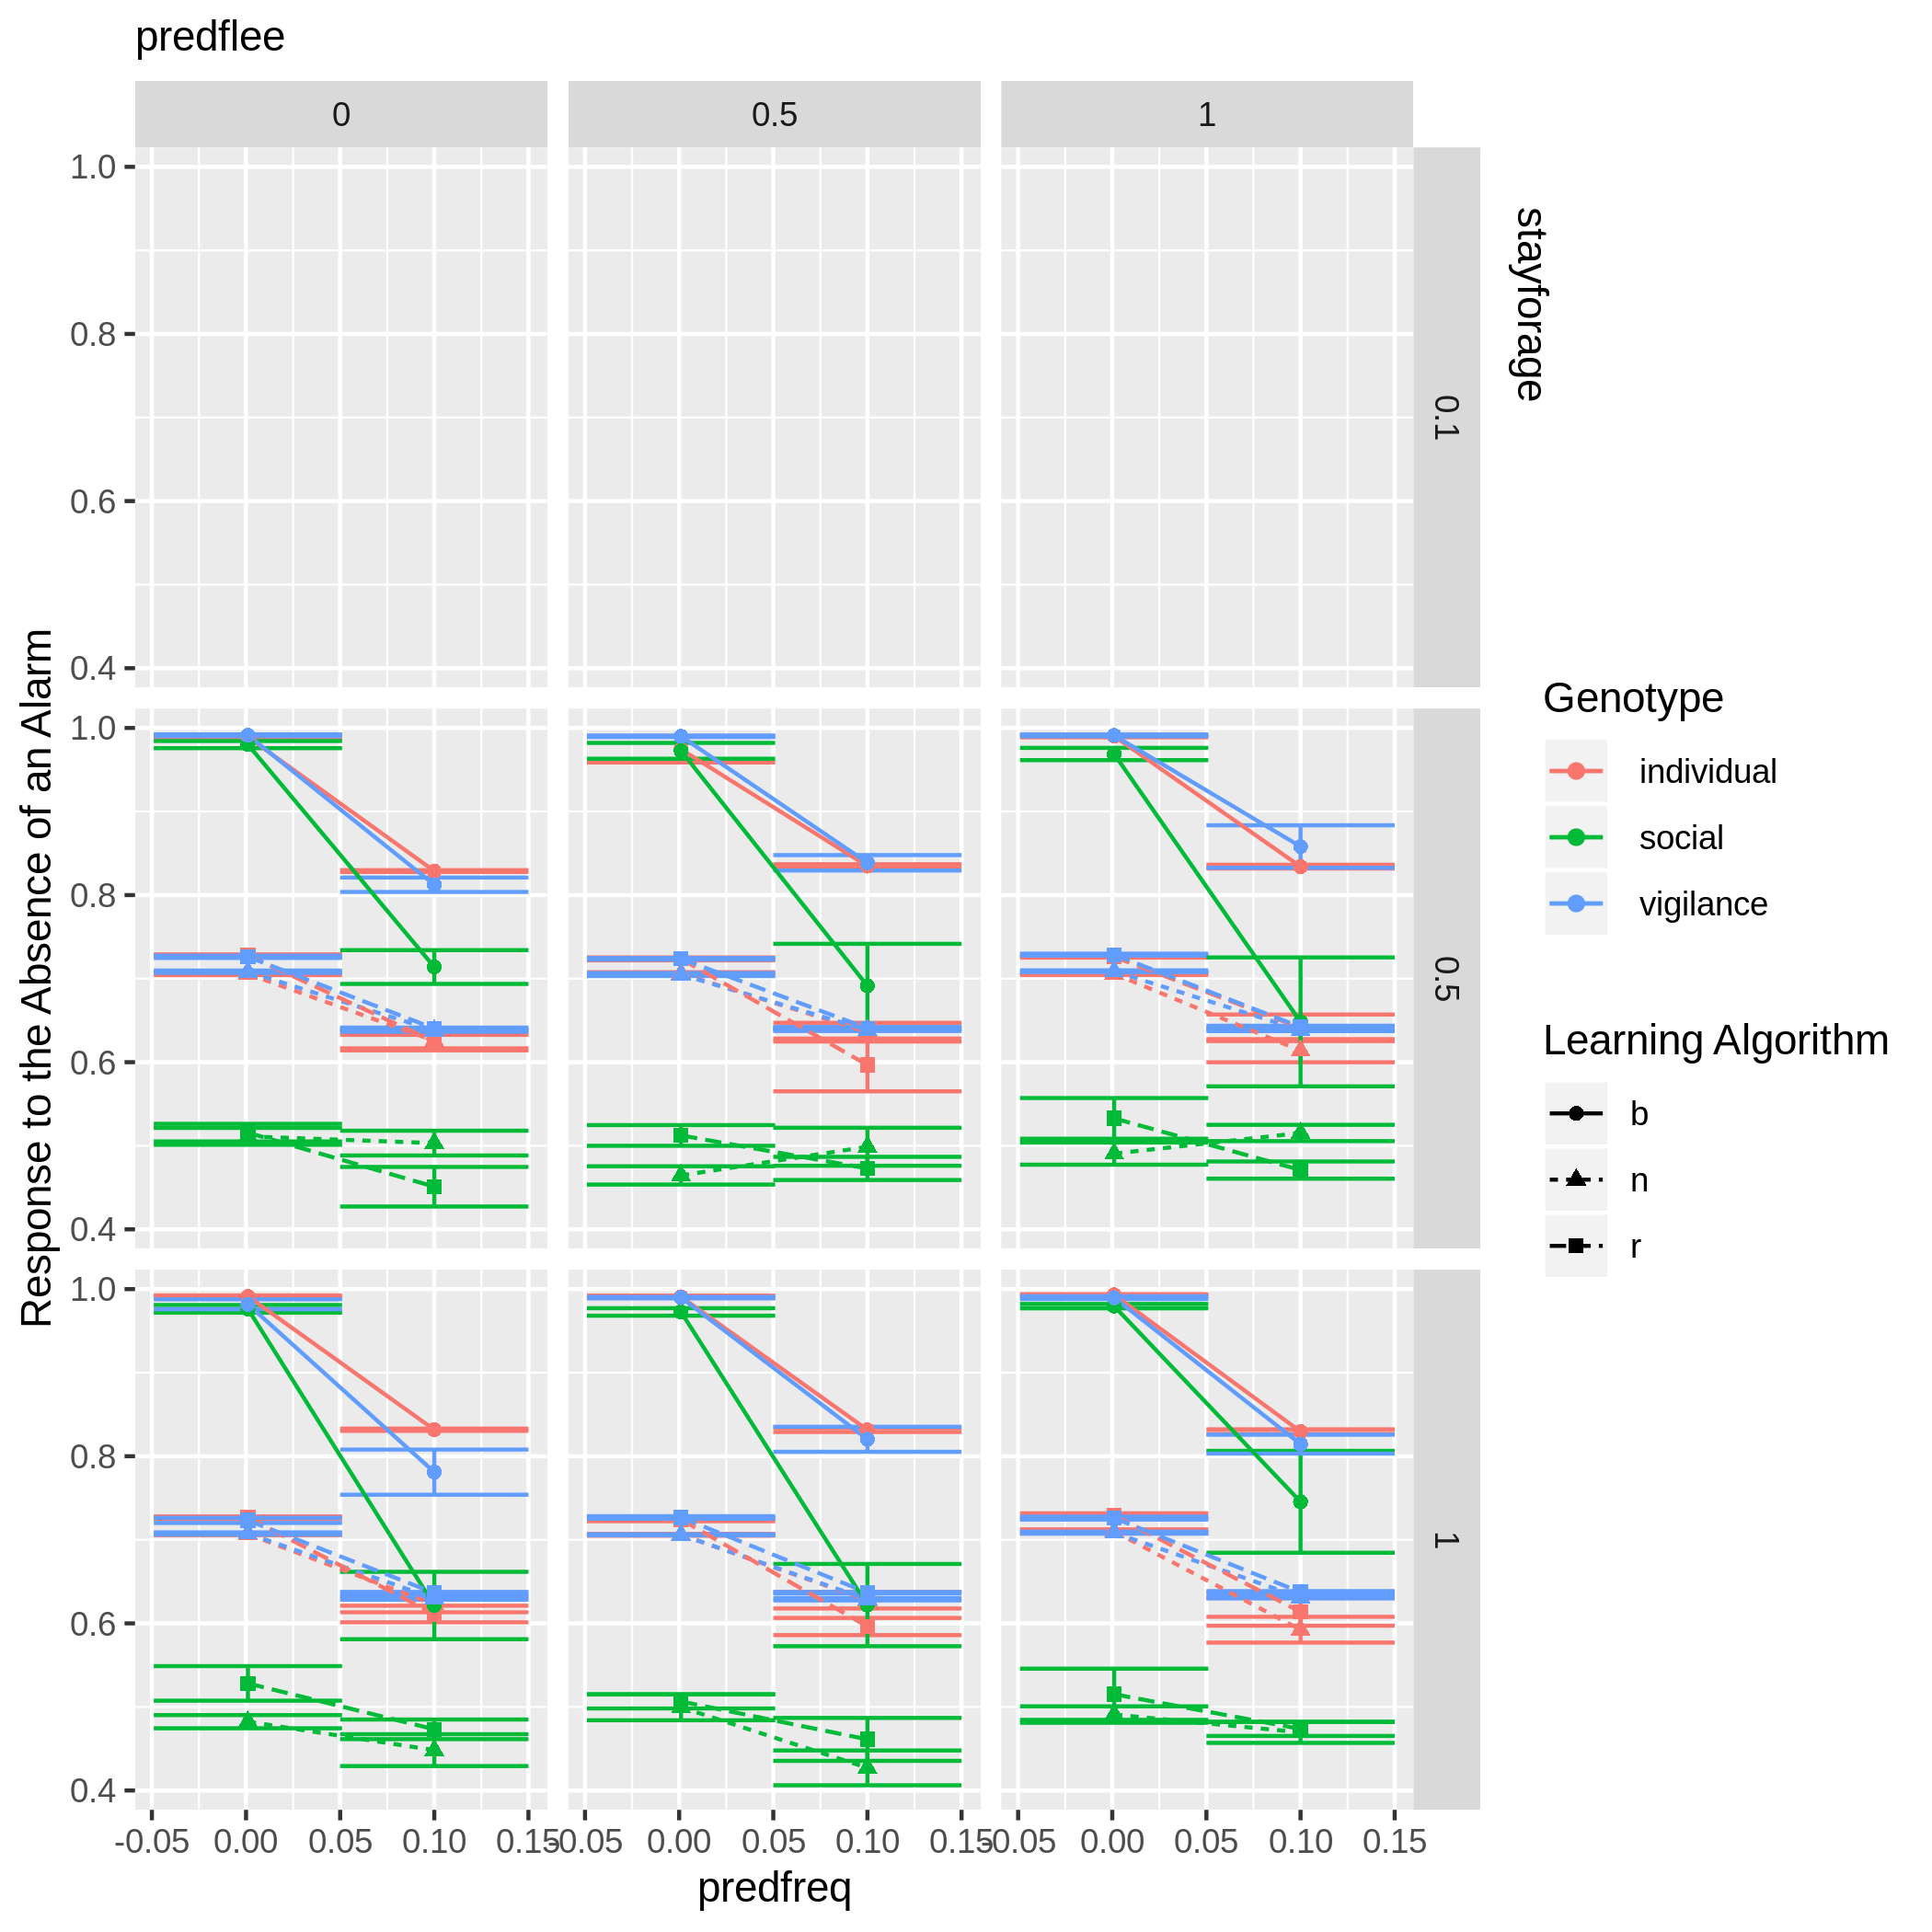 predflee
0 0.5 1
stayforage
1.0
0.8
0.6
0.4
0.1
1.0
0.8
0.6
0.4
0.5
1.0
0.8
0.6
0.4
1
Response to the Absence of an Alarm
-0.05 0.00 0.05 0.10 0.15 -0.05 0.00 0.05 0.10 0.15 -0.05 0.00 0.05 0.10 0.15
predfreq
Genotype
individual
social
vigilance
Learning Algorithm
b
n
r